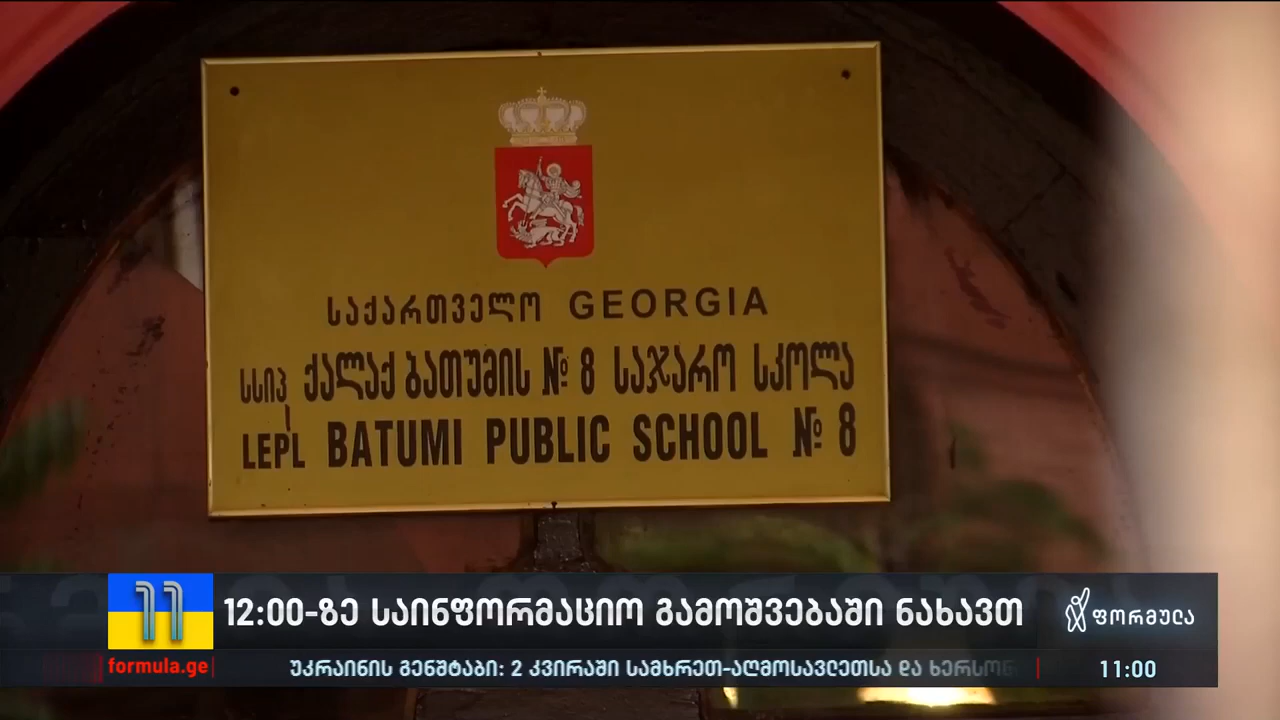 საქართველო GEORGIA
სსიპ ქალაქ ბათუმის № 8 საჯარო სკოლა
LEPL BATUMI PUBLIC SCHOOL № 8
11
12:00-ზე საინფორმაციო გამოშვებაში ნახავთ
ფორმულა
formula.ge
უკრაინის გენშტაბი: 2 კვირაში სამხრეთ-აღმოსავლეთსა და
11:00